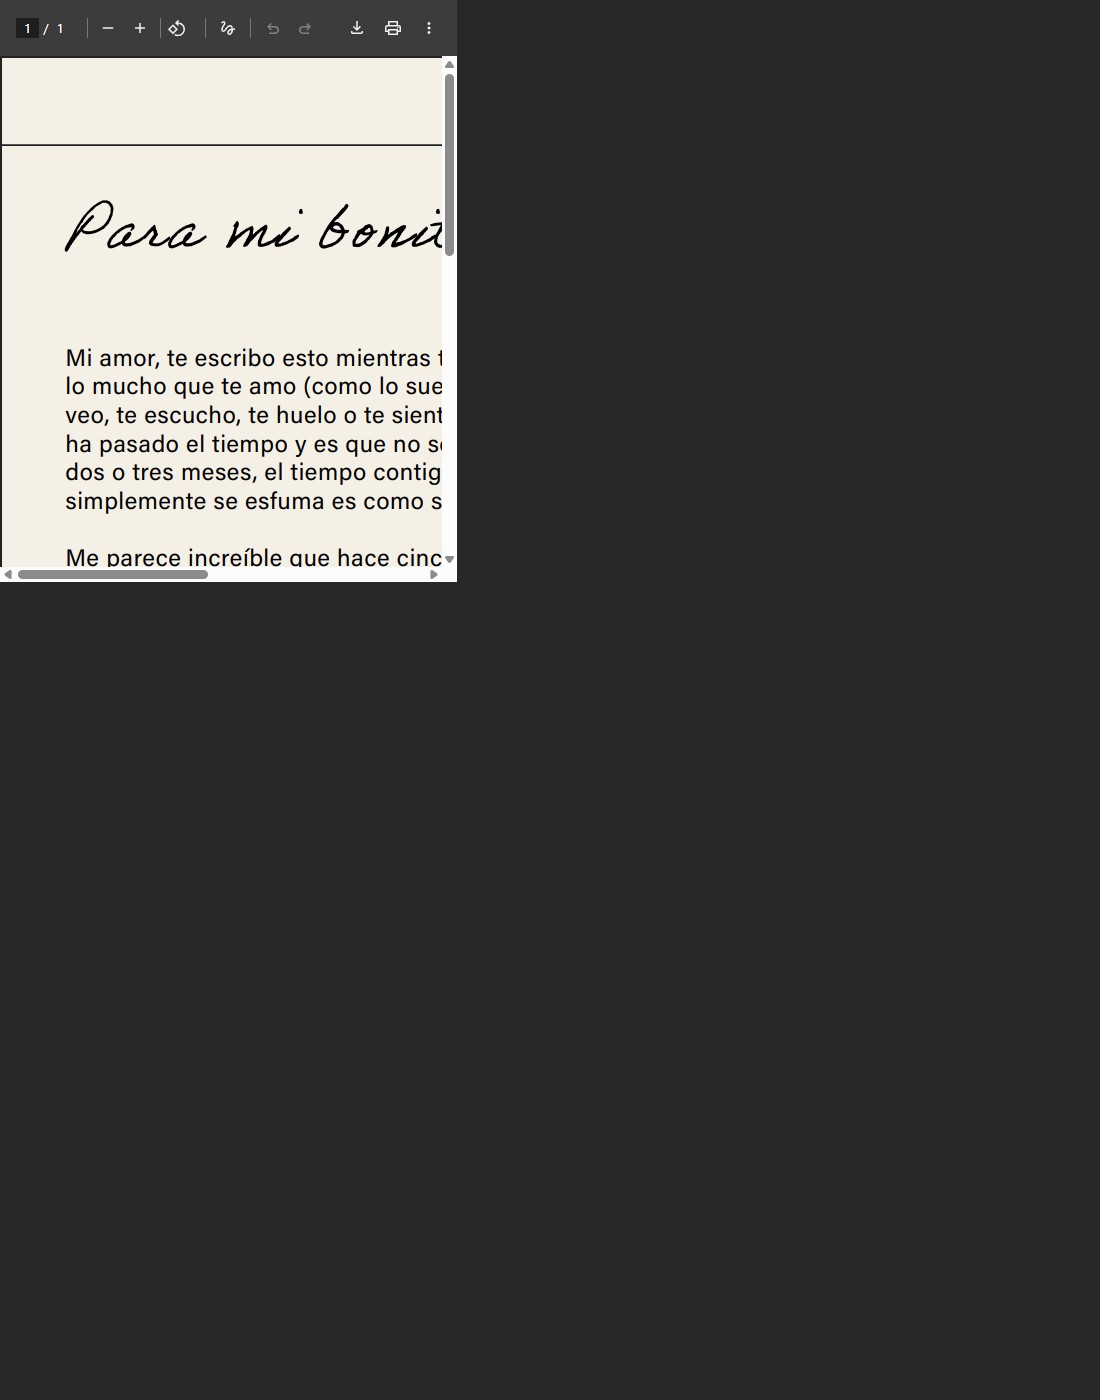 1 / 1
Para mi bonit
Mi amor, te escribo esto mientras t
lo mucho que te amo (como lo sue
veo, te escucho, te huelo o te sient
ha pasado el tiempo y es que no s
dos o tres meses, el tiempo contig
simplemente se esfuma es como s
Me parece increíble que hace cinc